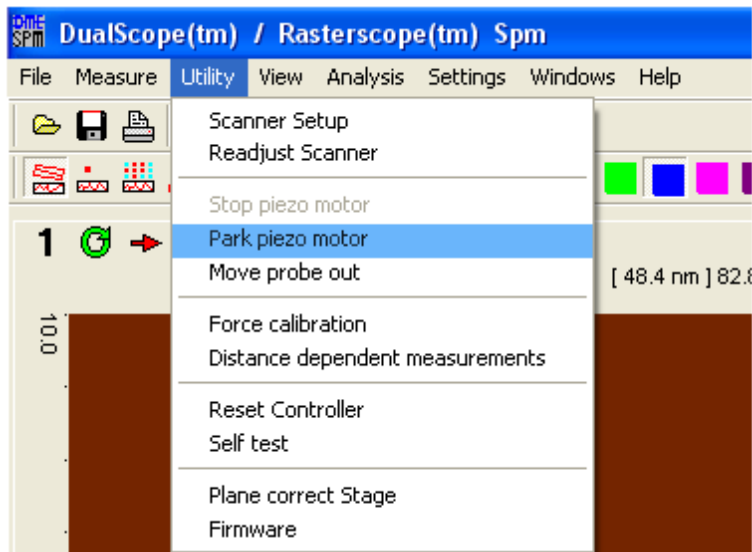 DME
SPM DualScope(tm) / Rasterscope(tm) Spm
File Measure Utility View Analysis Settings Windows Help
Scanner Setup
Readjust Scanner
Stop piezo motor
1 Park piezo motor
Move probe out
[ 48.4 nm ] 82.8
Force calibration
10.0
Distance dependent measurements
Reset Controller
Self test
Plane correct Stage
Firmware